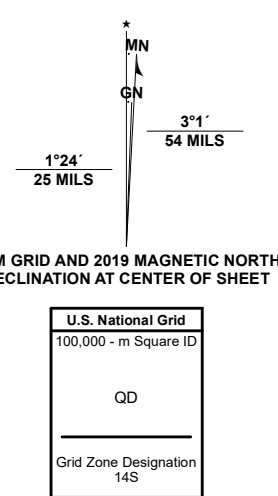 MN
GN
3°1´
54 MILS
1°24´
25 MILS
M GRID AND 2019 MAGNETIC NORTH
ECLINATION AT CENTER OF SHEET
U.S. National Grid
100,000 - m Square ID
QD
Grid Zone Designation
14S